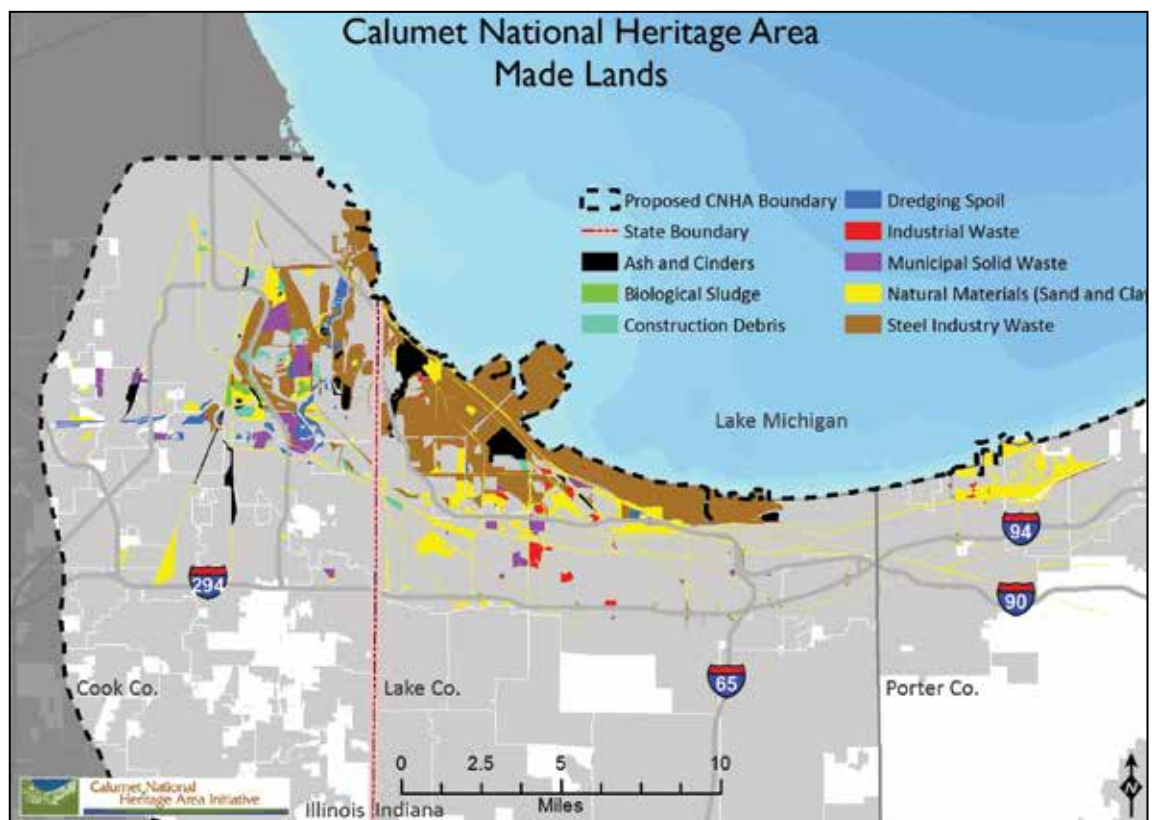 Calumet National Heritage Area
Made Lands
Proposed CNHA Boundary
State Boundary
Ash and Cinders
Biological Sludge
Construction Debris
Dredging Spoil
Industrial Waste
Municipal Solid Waste
Natural Materials (Sand and Cla
Steel Industry Waste
Lake Michigan
94
294
90
65
Cook Co.
Lake Co.
Porter Co.
0 2.5 5 10
Miles
Calumet National
Heritage Area Initiative
Illinois Indiana
N